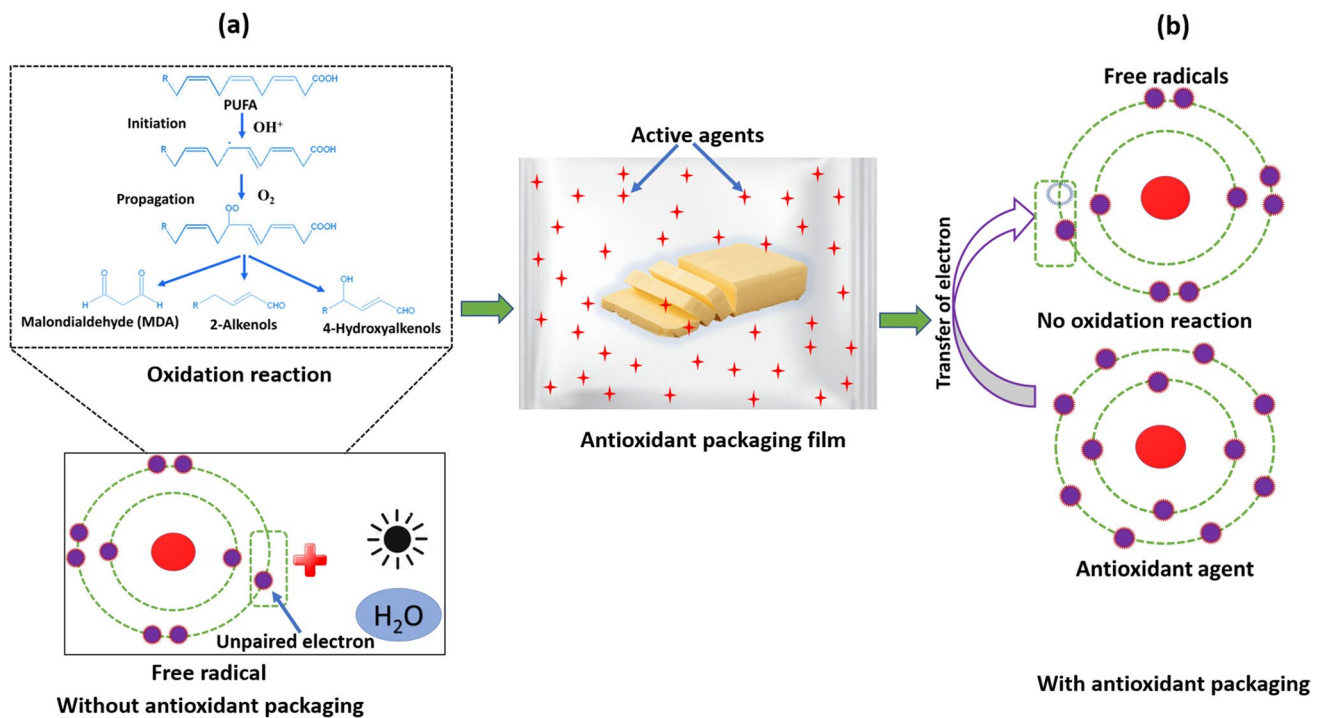 (a)
R
COOH
PUFA
Initiation
OH⁺
R
COOH
Propagation
O₂
OO
R
COOH
O O
H H
Malondialdehyde (MDA)
R
CHO
2-Alkenols
OH
R
CHO
4-Hydroxyalkenols
Oxidation reaction
H₂O
Unpaired electron
Free radical
Without antioxidant packaging
Active agents
Antioxidant packaging film
(b)
Free radicals
Transfer of electron
No oxidation reaction
Antioxidant agent
With antioxidant packaging